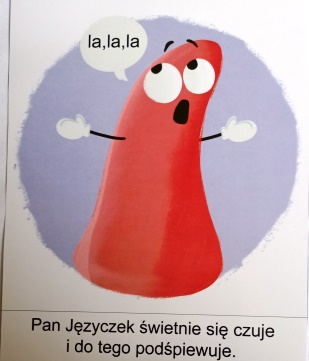 la,la,la
Pan Języczek świetnie się czuje
i do tego podśpiewuje.